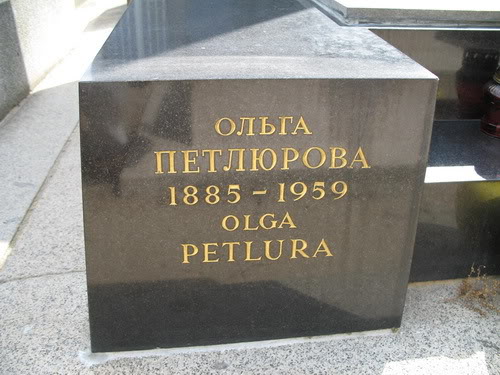 ОЛЬГА
ПЕТЛЮРОВА
1885 - 1959
OLGA
PETLURA